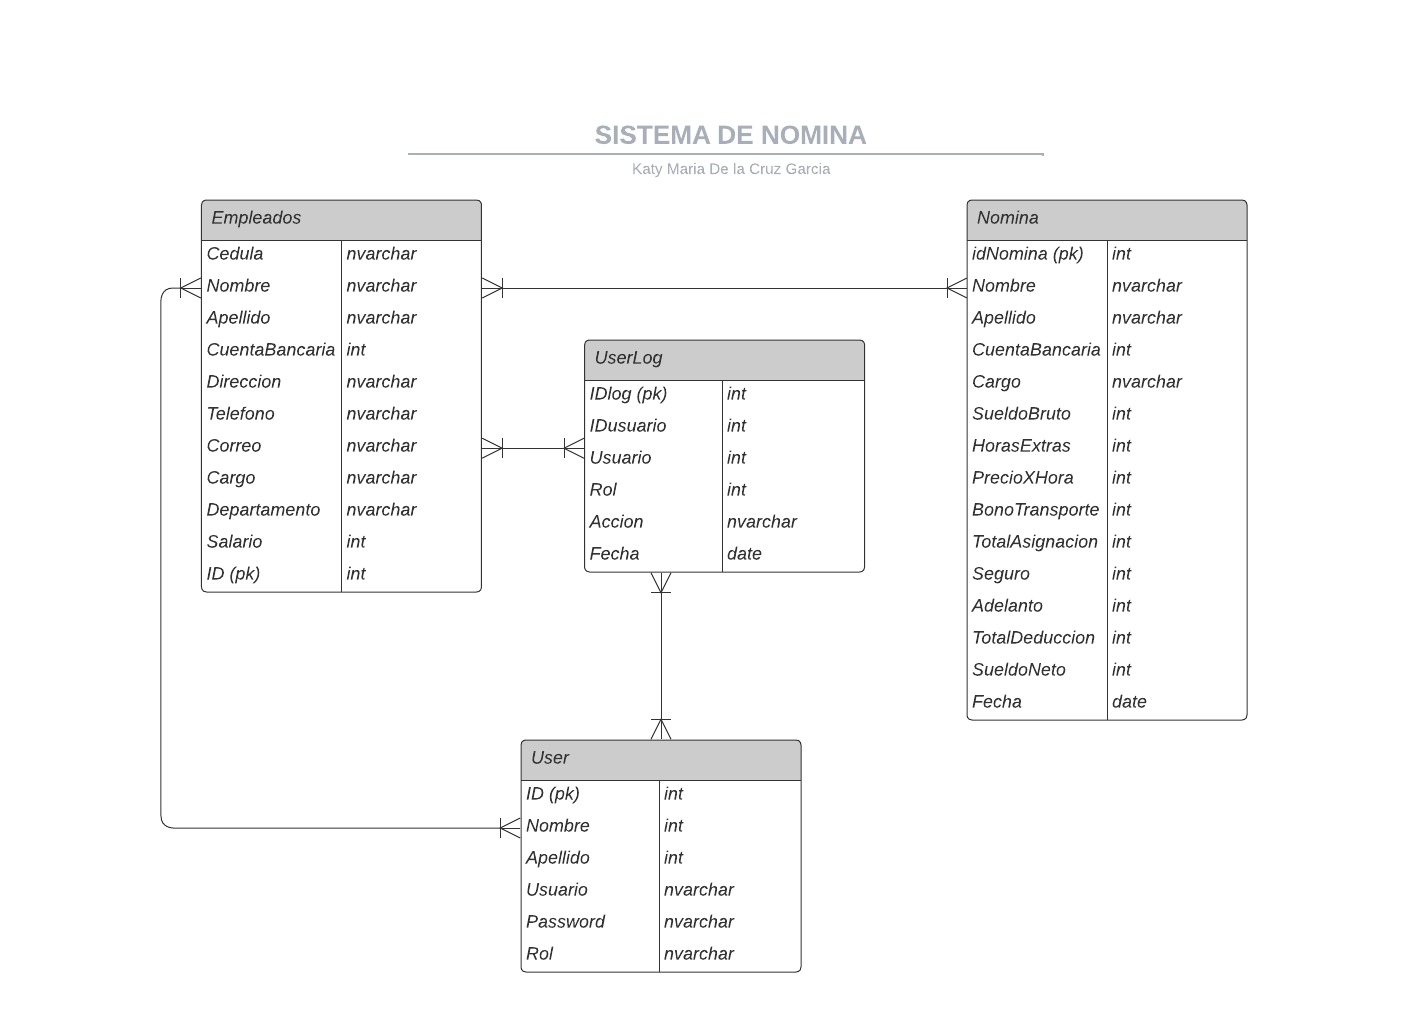 SISTEMA DE NOMINA
Katy Maria De la Cruz Garcia
Empleados
Cedula nvarchar
Nombre nvarchar
Apellido nvarchar
CuentaBancaria int
Direccion nvarchar
Telefono nvarchar
Correo nvarchar
Cargo nvarchar
Departamento nvarchar
Salario int
ID (pk) int
UserLog
IDlog (pk) int
IDusuario int
Usuario int
Rol int
Accion nvarchar
Fecha date
Nomina
idNomina (pk) int
Nombre nvarchar
Apellido nvarchar
CuentaBancaria int
Cargo nvarchar
SueldoBruto int
HorasExtras int
PrecioXHora int
BonoTransporte int
TotalAsignacion int
Seguro int
Adelanto int
TotalDeduccion int
SueldoNeto int
Fecha date
User
ID (pk) int
Nombre int
Apellido int
Usuario nvarchar
Password nvarchar
Rol nvarchar